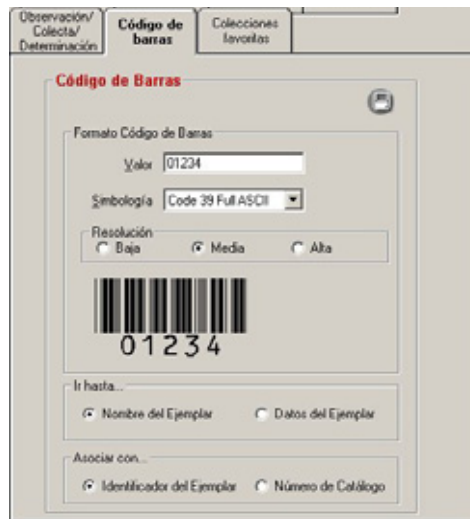 Observación/
Colecta/
Determinación
Código de
barras
Colecciones
favoritas
Código de Barras
Formato Código de Barras
Valor 01234
Simbología Code 39 Full ASCII
Resolución
Baja Media Alta
01234
Ir hasta...
Nombre del Ejemplar Datos del Ejemplar
Asociar con...
Identificador del Ejemplar Número de Catálogo